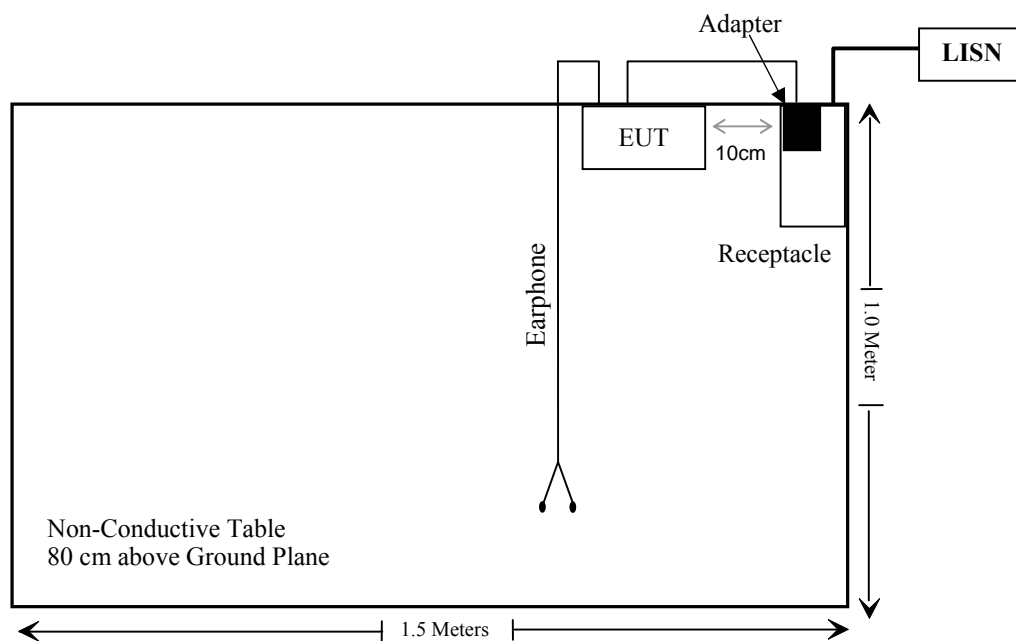 Adapter
LISN
EUT
10cm
Receptacle
Earphone
1.0 Meter
Non-Conductive Table
80 cm above Ground Plane
1.5 Meters